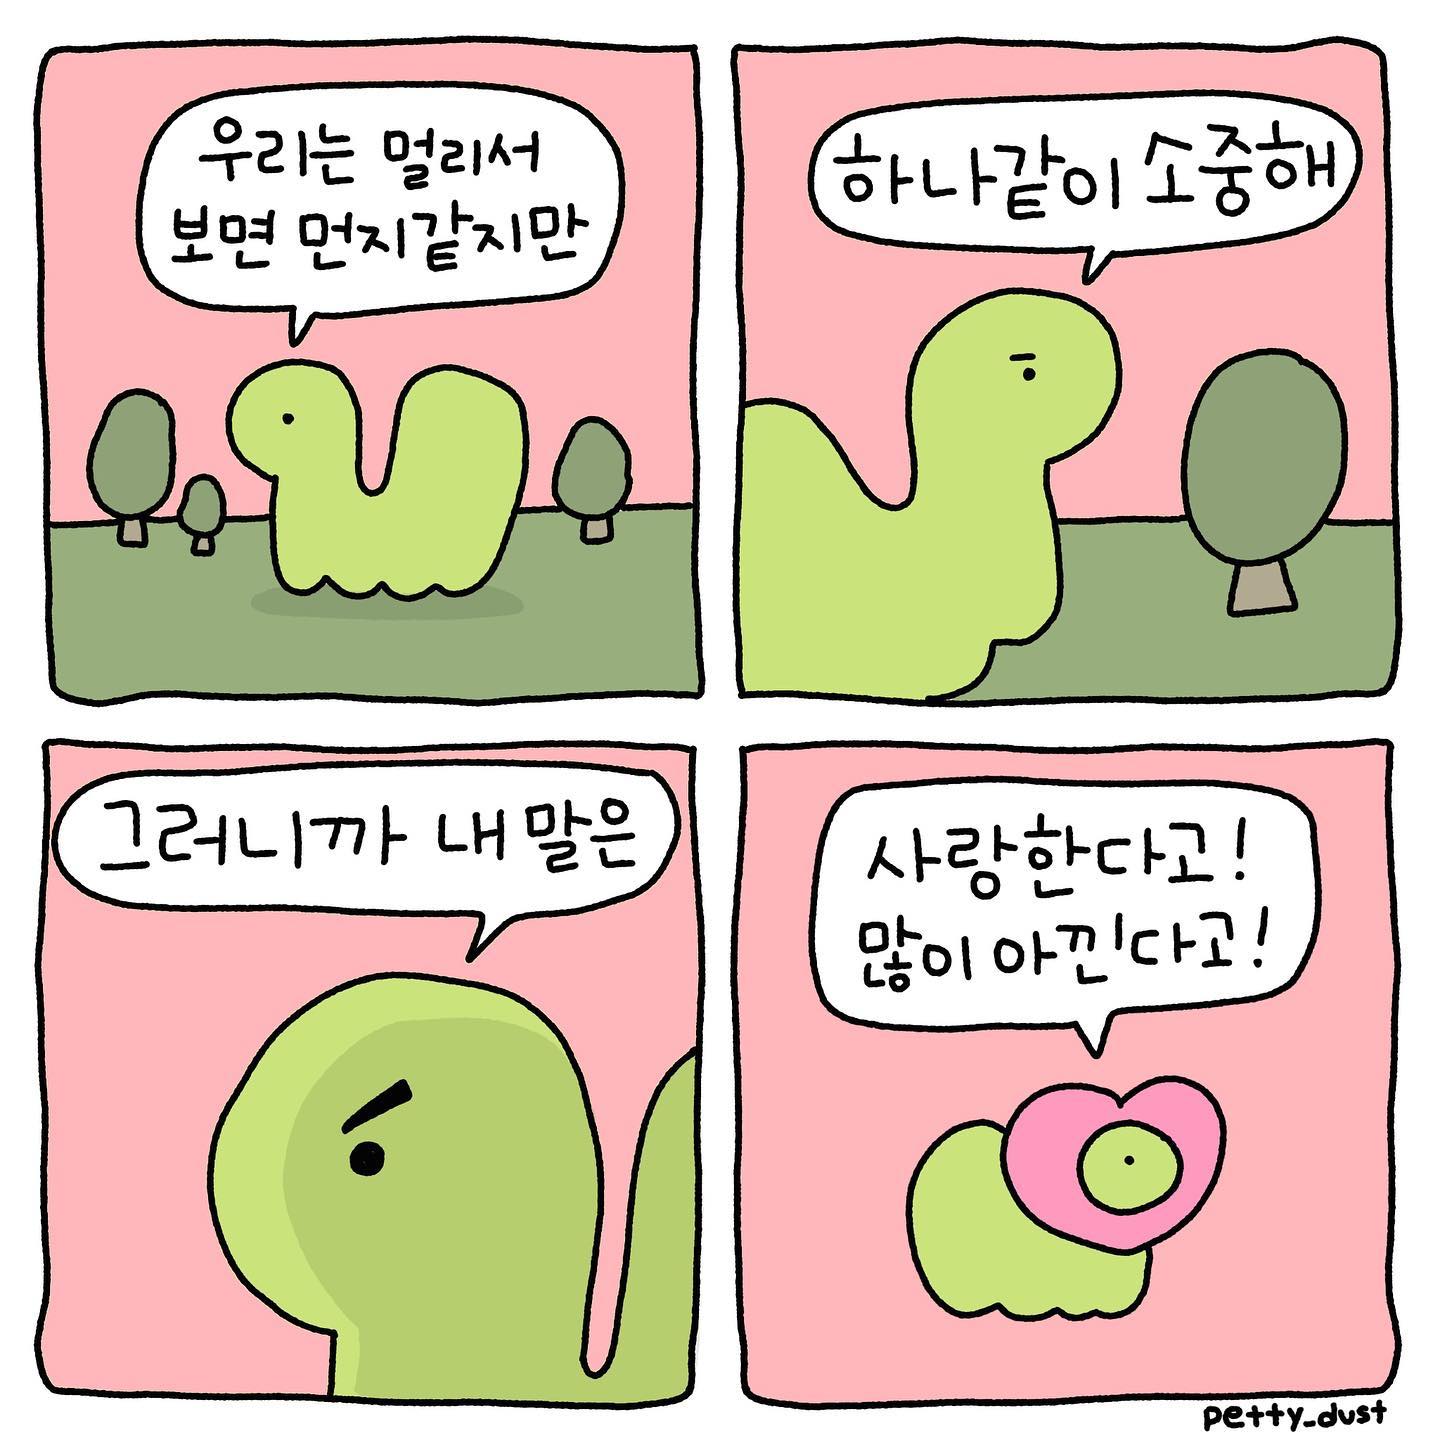 우리는 멀리서
보면 먼지같지만
하나같이 소중해
그러니까 내 말은
사랑한다고!
많이 아낀다고!
petty_dust